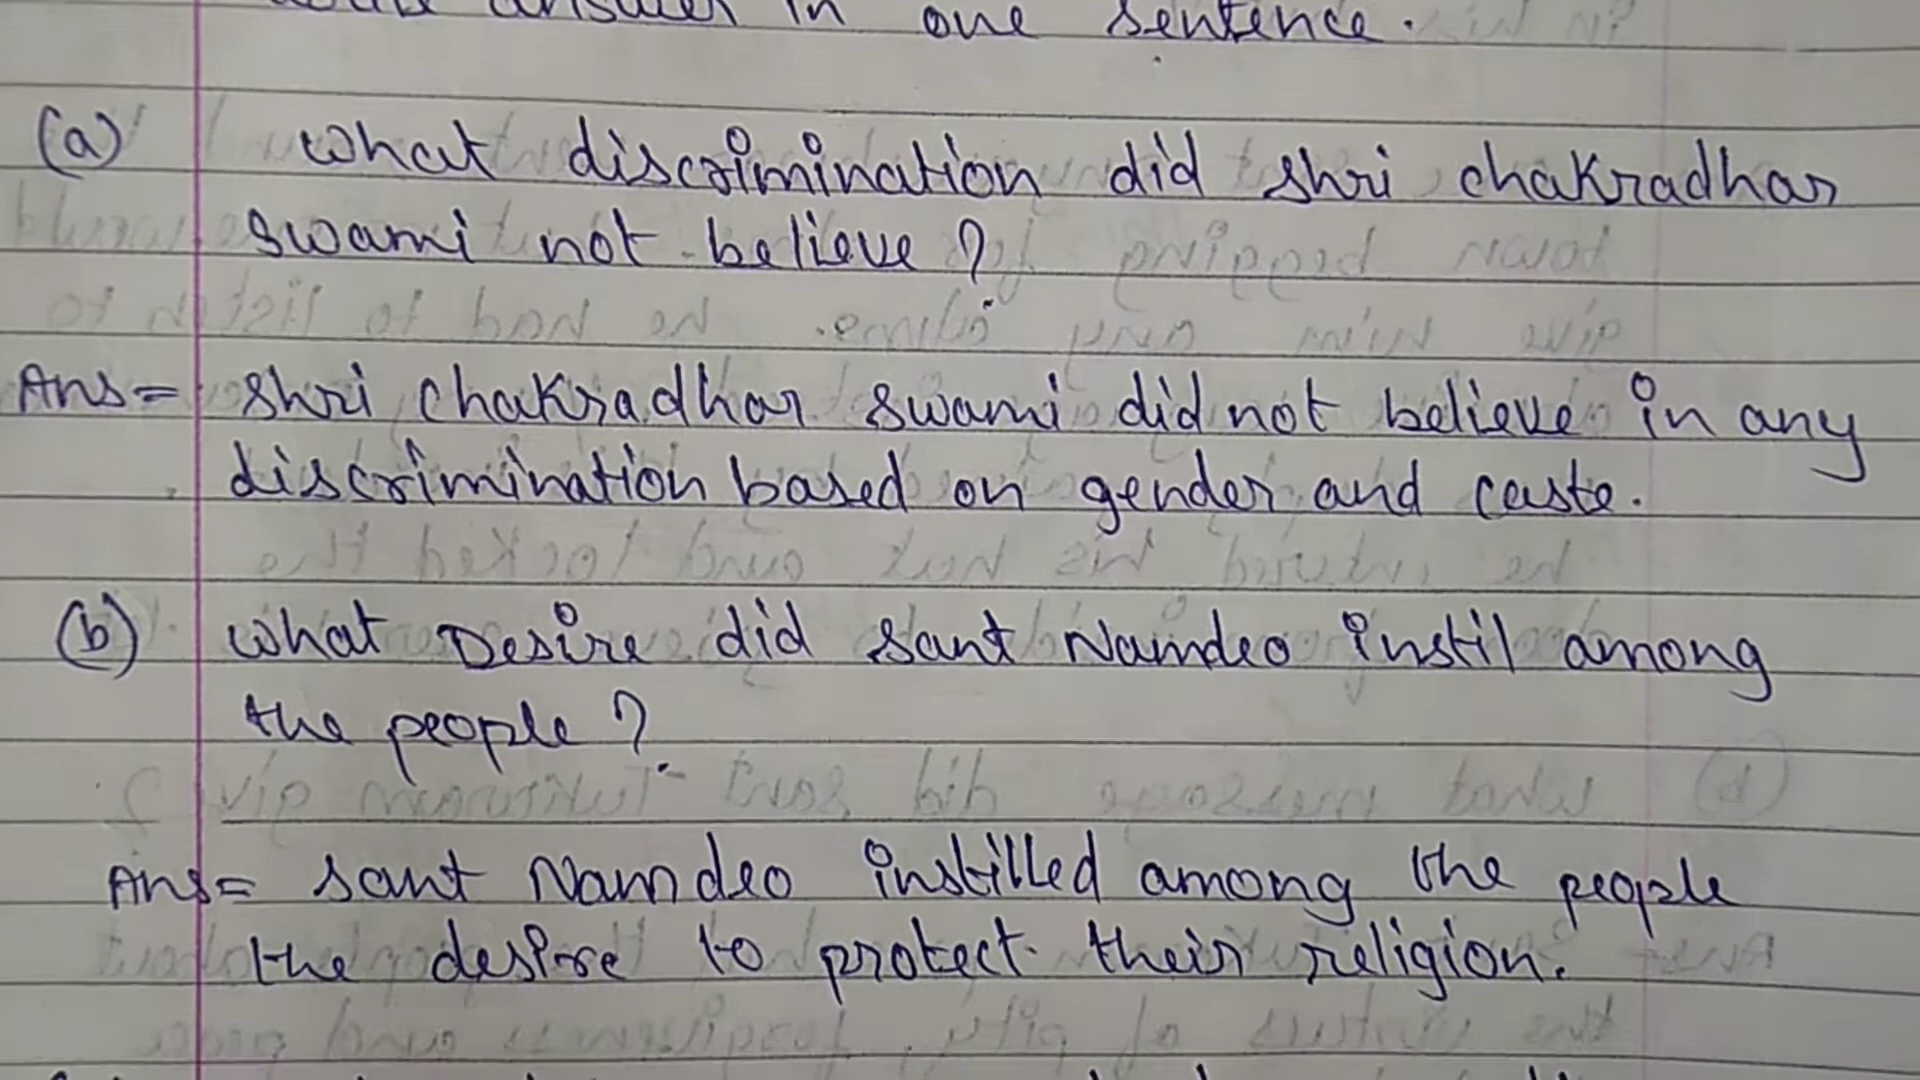 answer in one sentence.
(a) What discrimination did shri chakradhar
swami not believe ?
Ans = shri chakradhar swami did not believe in any
discrimination based on gender and caste.
(b) What Desire did sant Namdeo instil among
the people ?
Ans = sant Namdeo instilled among the people
the desire to protect their religion.